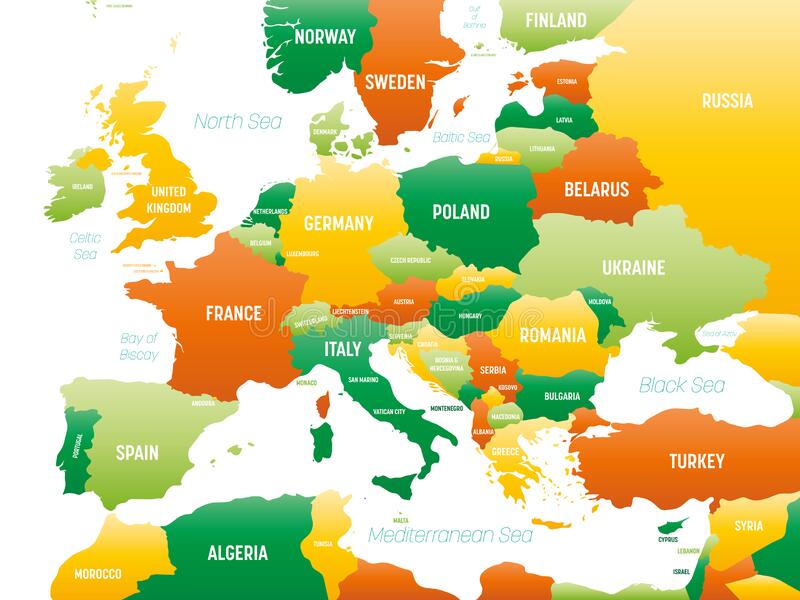 FINLAND
Gulf
of
Bothnia
NORWAY
SWEDEN
ESTONIA
RUSSIA
North Sea
LATVIA
DENMARK
Baltic Sea
LITHUANIA
RUSSIA
IRELAND
UNITED
KINGDOM
BELARUS
NETHERLANDS
GERMANY
POLAND
Celtic
Sea
BELGIUM
LUXEMBOURG
CZECH REPUBLIC
UKRAINE
SLOVAKIA
FRANCE
LIECHTENSTEIN
AUSTRIA
MOLDOVA
SWITZERLAND
HUNGARY
Bay of
Biscay
ITALY
SLOVENIA
CROATIA
ROMANIA
Sea of Azov
BOSNIA &
HERCEGOVINA
SERBIA
MONACO
SAN MARINO
KOSOVO
Black Sea
ANDORRA
VATICAN CITY
MONTENEGRO
BULGARIA
MACEDONIA
PORTUGAL
SPAIN
ALBANIA
GREECE
TURKEY
MALTA
Mediterranean Sea
SYRIA
CYPRUS
ALGERIA
TUNISIA
LEBANON
MOROCCO
ISRAEL
dreamstime